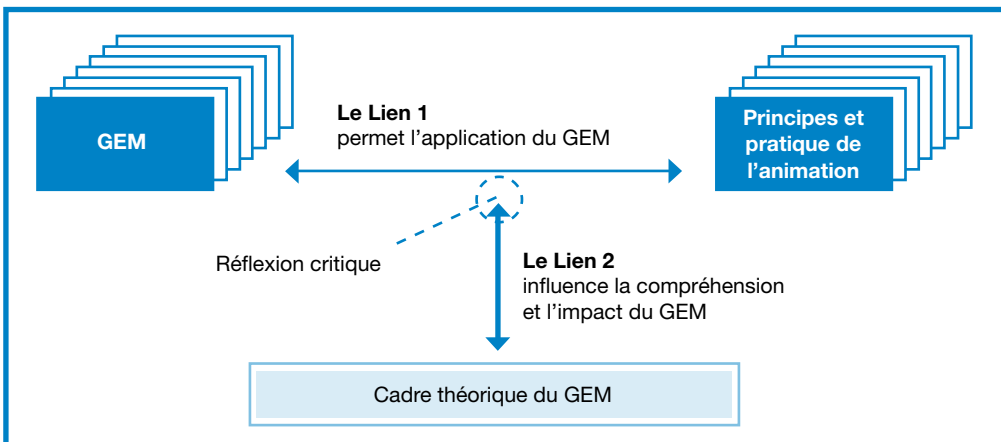 GEM
Le Lien 1
permet l’application du GEM
Principes et
pratique de
l’animation
Réflexion critique
Le Lien 2
influence la compréhension
et l’impact du GEM
Cadre théorique du GEM